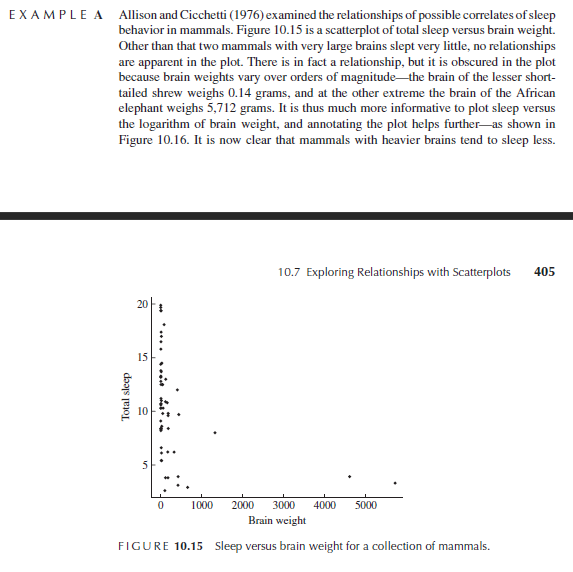 EXAMPLE A Allison and Cicchetti (1976) examined the relationships of possible correlates of sleep
behavior in mammals. Figure 10.15 is a scatterplot of total sleep versus brain weight.
Other than that two mammals with very large brains slept very little, no relationships
are apparent in the plot. There is in fact a relationship, but it is obscured in the plot
because brain weights vary over orders of magnitude—the brain of the lesser short-
tailed shrew weighs 0.14 grams, and at the other extreme the brain of the African
elephant weighs 5,712 grams. It is thus much more informative to plot sleep versus
the logarithm of brain weight, and annotating the plot helps further—as shown in
Figure 10.16. It is now clear that mammals with heavier brains tend to sleep less.
10.7 Exploring Relationships with Scatterplots 405
20
15
10
5
Total sleep
0 1000 2000 3000 4000 5000
Brain weight
FIGURE 10.15 Sleep versus brain weight for a collection of mammals.